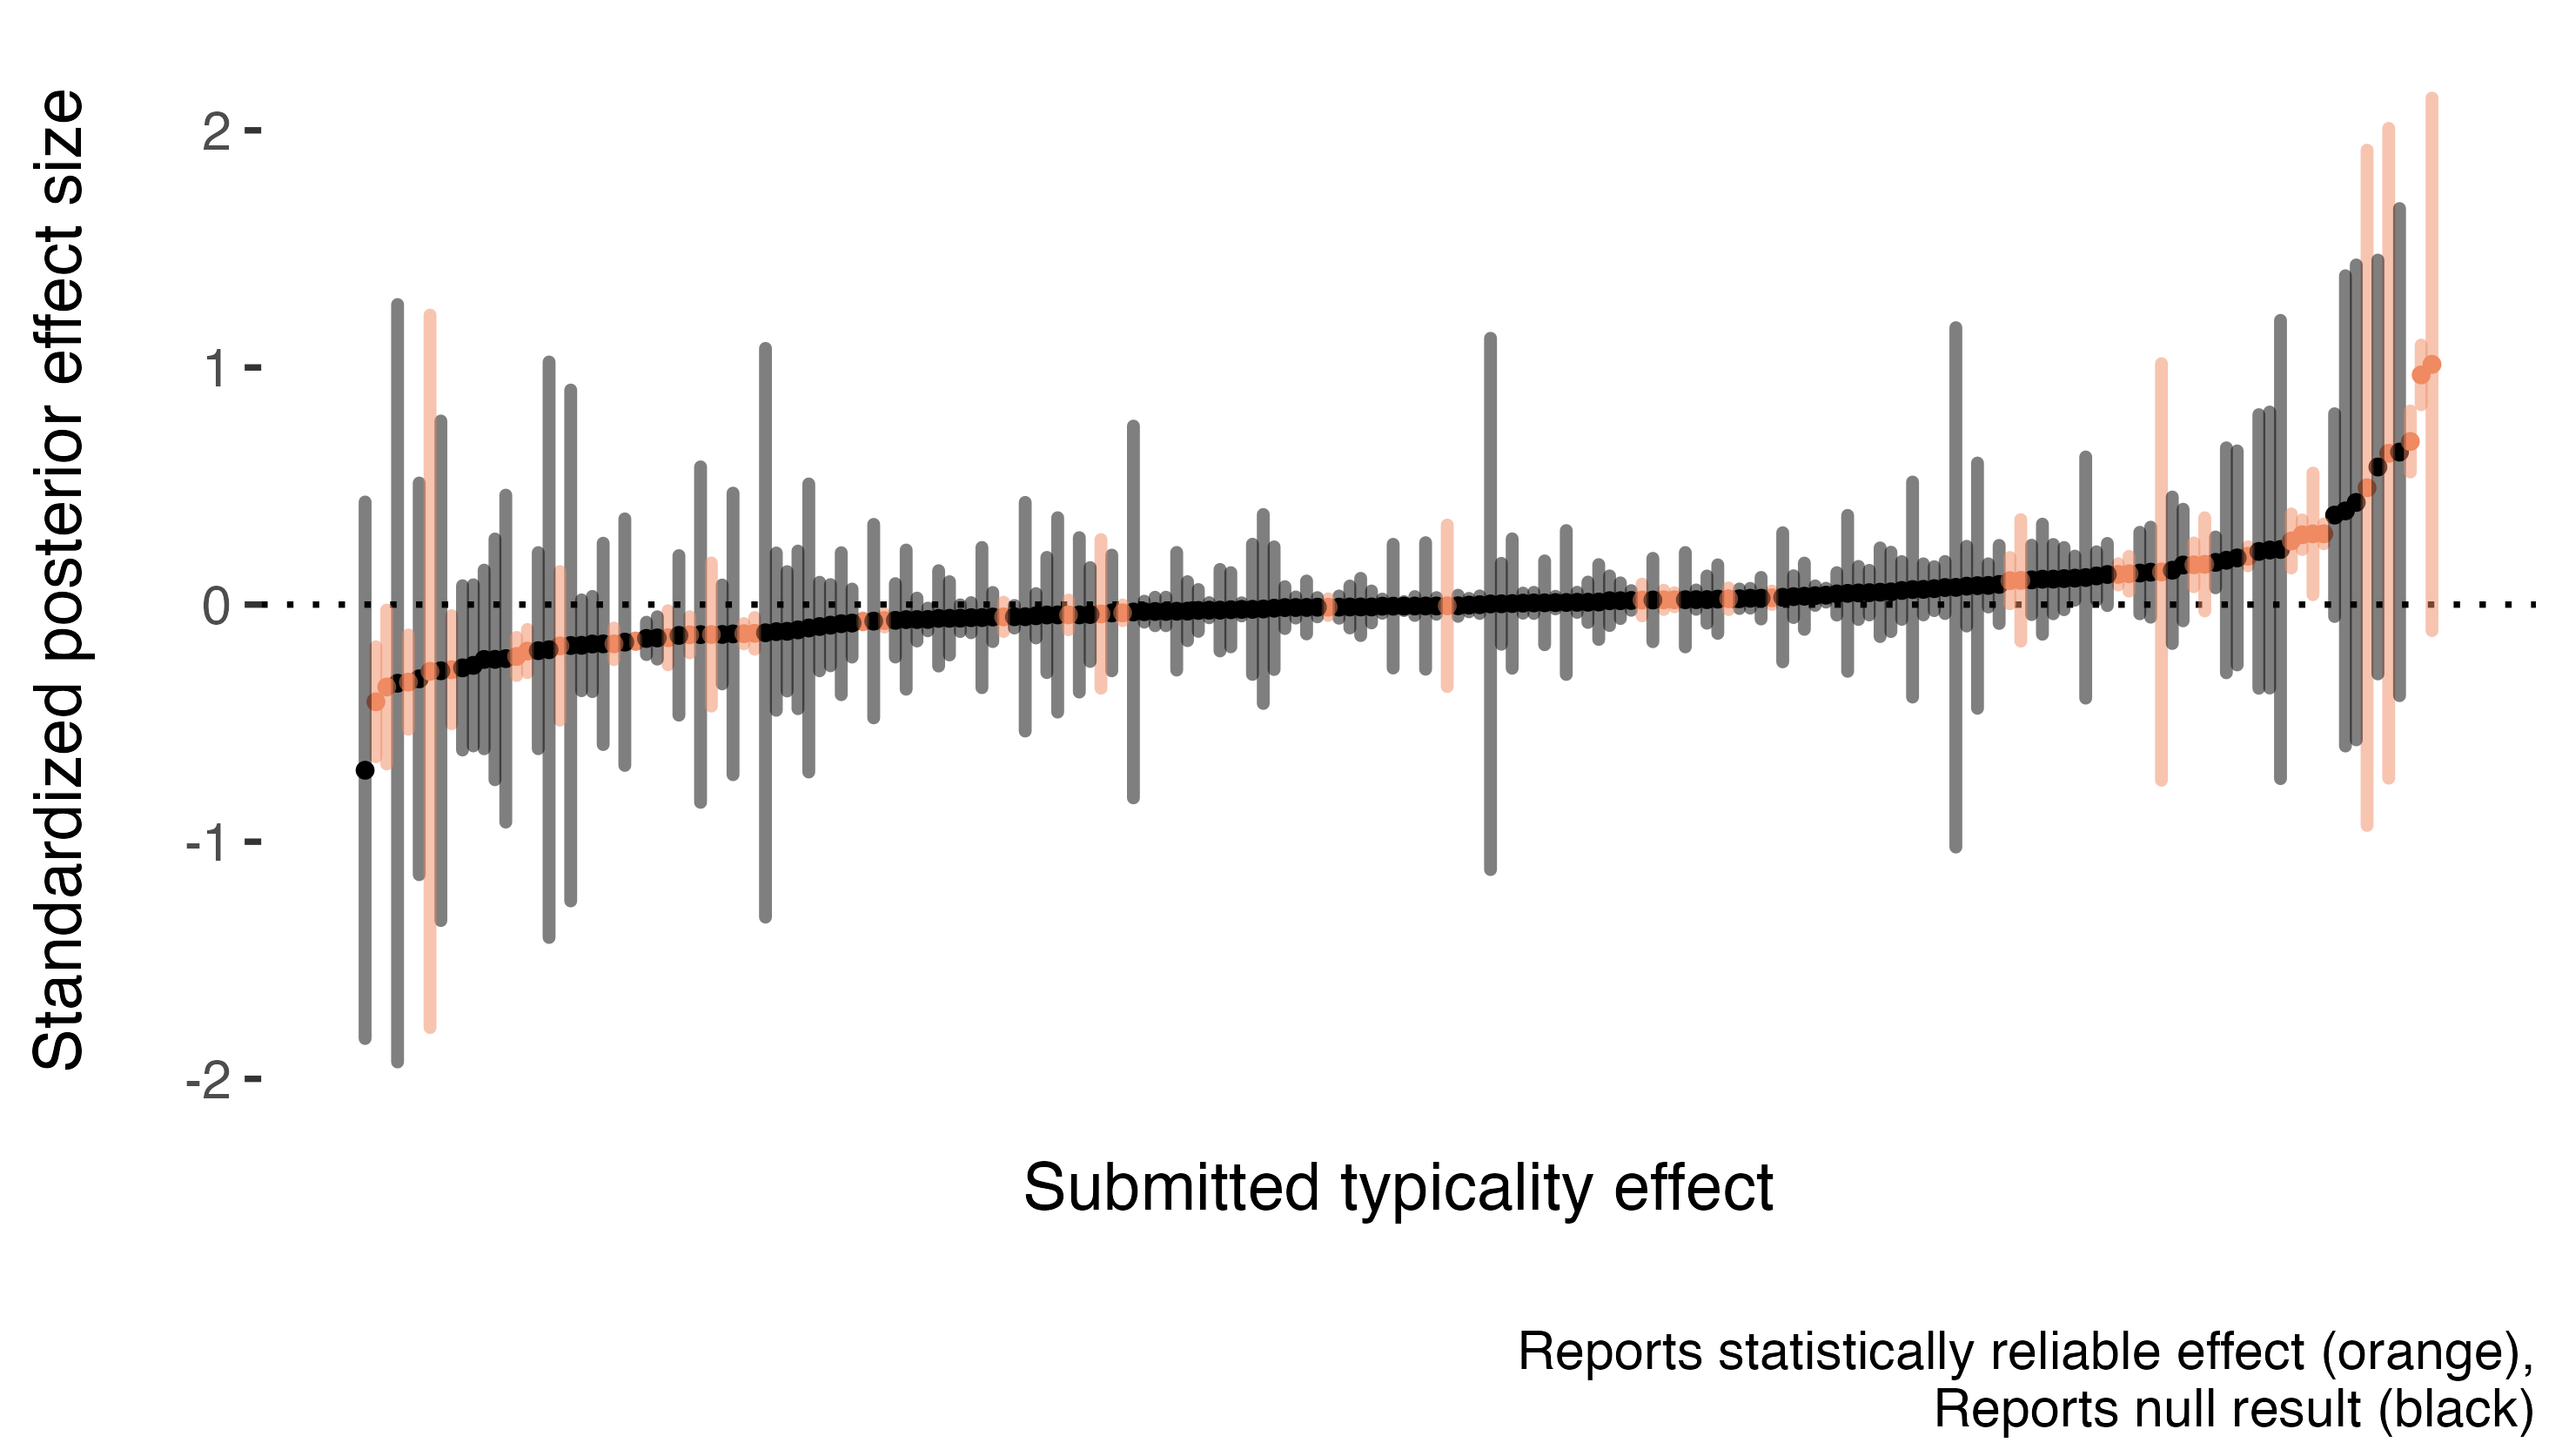 Standardized posterior effect size
2
1
0
-1
-2
Submitted typicality effect
Reports statistically reliable effect (orange),
Reports null result (black)